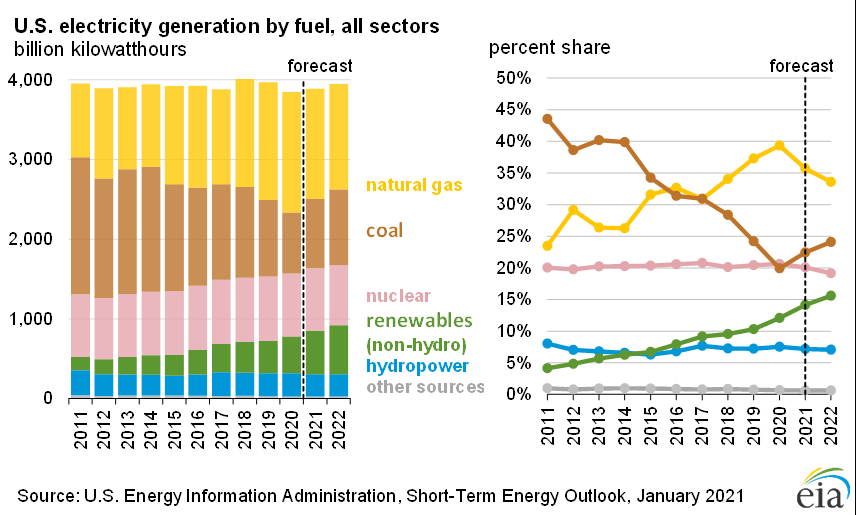 U.S. electricity generation by fuel, all sectors
billion kilowatthours
forecast
4,000
3,000
2,000
1,000
0
2011
2012
2013
2014
2015
2016
2017
2018
2019
2020
2021
2022
natural gas
coal
nuclear
renewables
(non-hydro)
hydropower
other sources
percent share
forecast
50%
45%
40%
35%
30%
25%
20%
15%
10%
5%
0%
2011
2012
2013
2014
2015
2016
2017
2018
2019
2020
2021
2022
Source: U.S. Energy Information Administration, Short-Term Energy Outlook, January 2021
eia